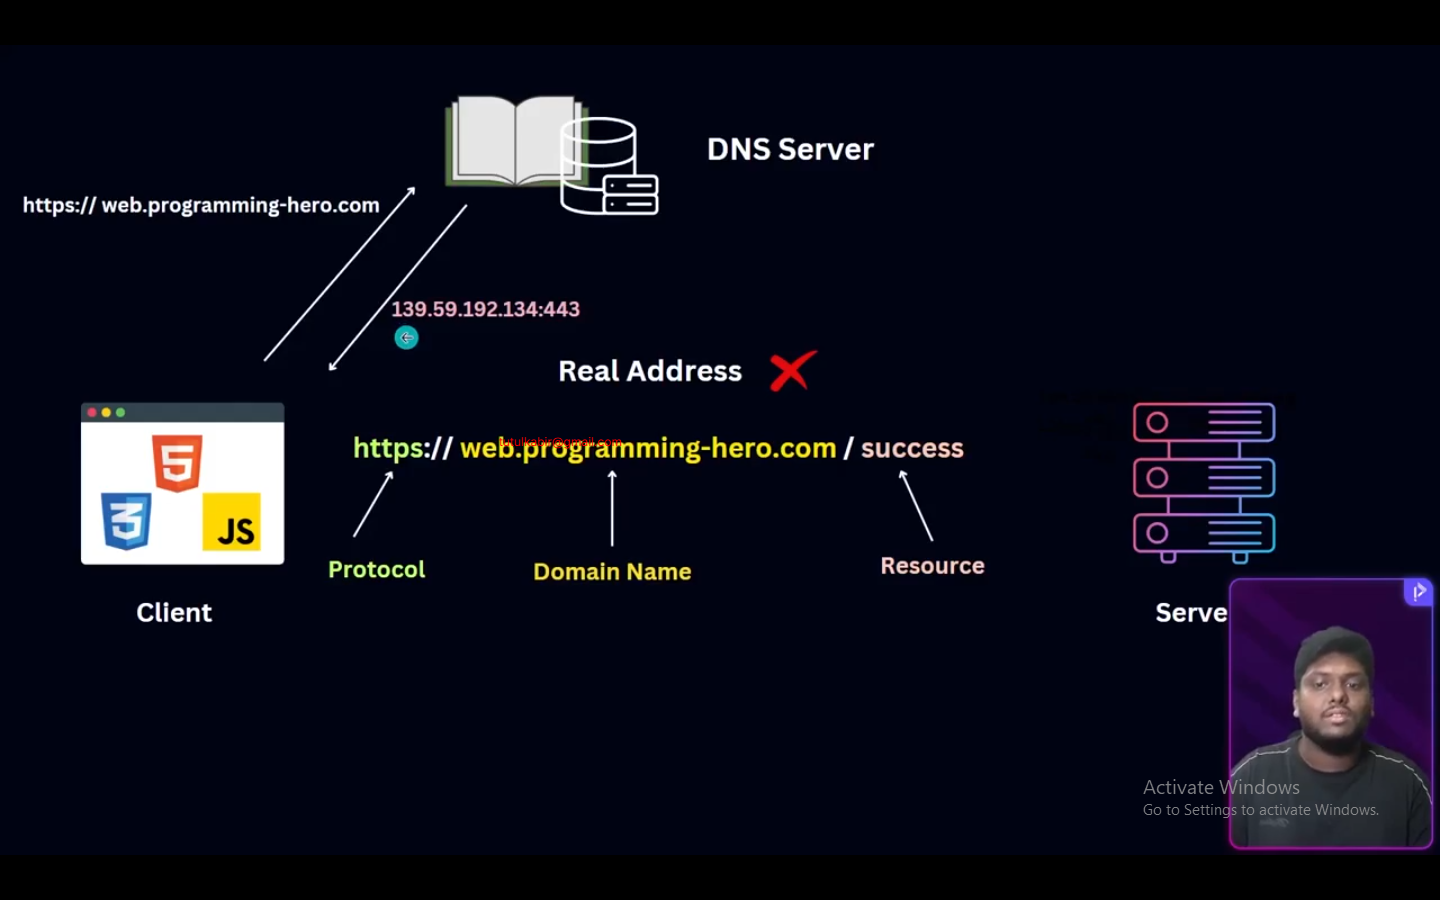 DNS Server
https:// web.programming-hero.com
139.59.192.134:443
Real Address
https:// web.programming-hero.com / success
Protocol
Domain Name
Resource
5
3
JS
Client
Serve
Activate Windows
Go to Settings to activate Windows.